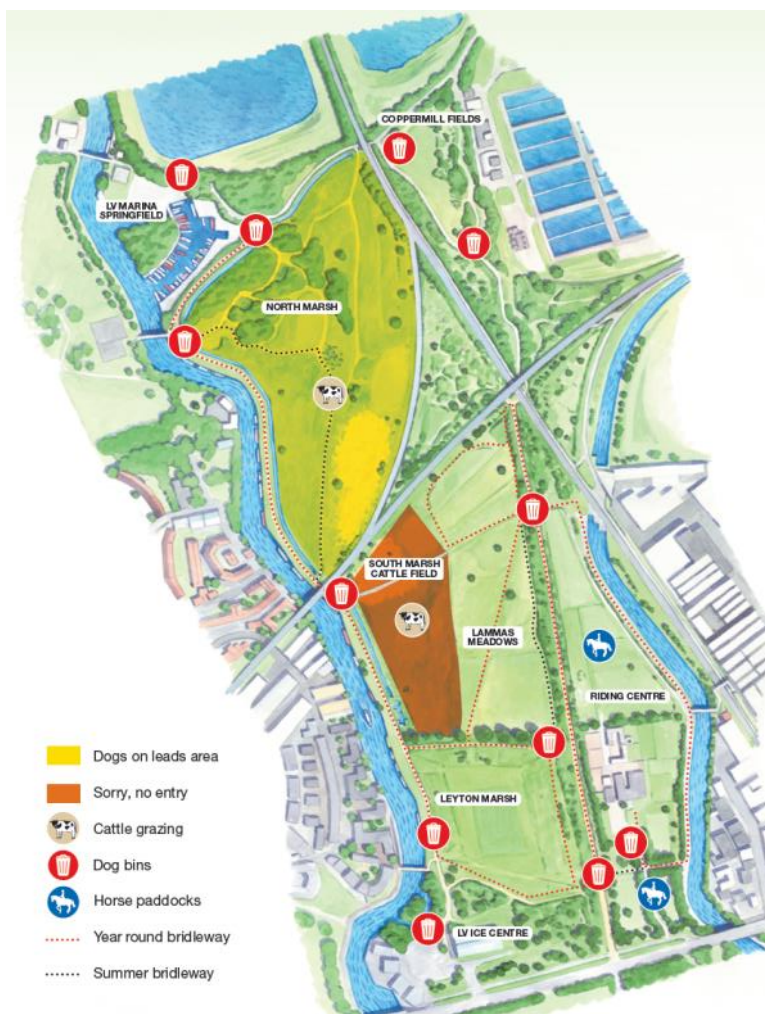 COPPERMILL FIELDS
LV MARINA
SPRINGFIELD
NORTH MARSH
SOUTH MARSH
CATTLE FIELD
LAMMAS
MEADOWS
RIDING CENTRE
LEYTON MARSH
LV ICE CENTRE
Dogs on leads area
Sorry, no entry
Cattle grazing
Dog bins
Horse paddocks
Year round bridleway
Summer bridleway